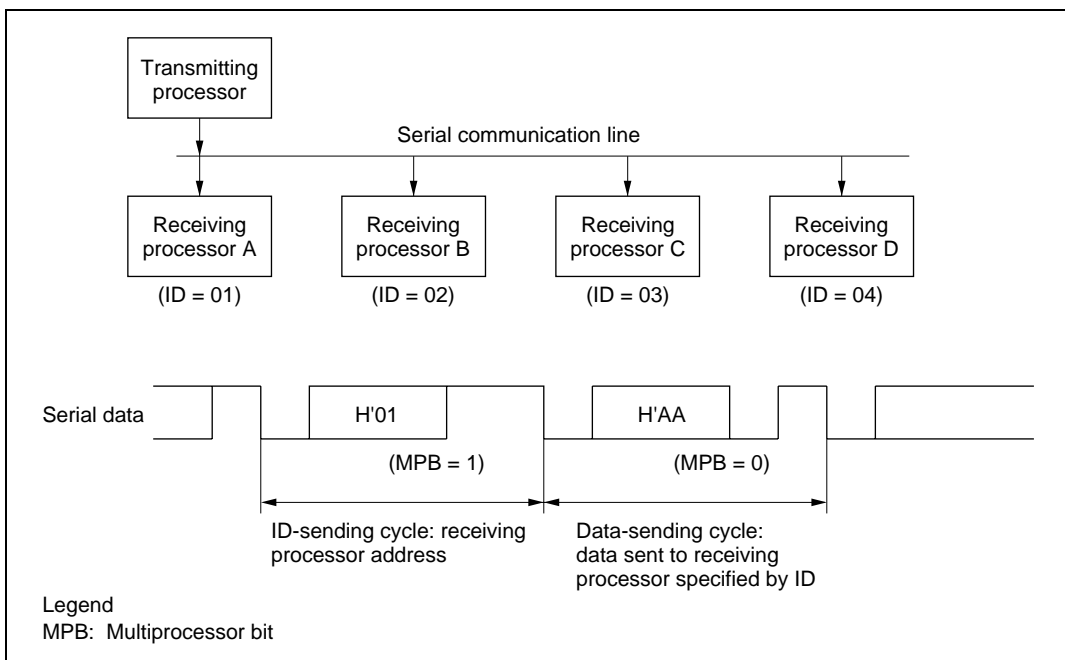 Transmitting
processor
Serial communication line
Receiving
processor A
Receiving
processor B
Receiving
processor C
Receiving
processor D
(ID = 01)
(ID = 02)
(ID = 03)
(ID = 04)
Serial data
H'01
H'AA
(MPB = 1)
(MPB = 0)
ID-sending cycle: receiving
processor address
Data-sending cycle:
data sent to receiving
processor specified by ID
Legend
MPB: Multiprocessor bit